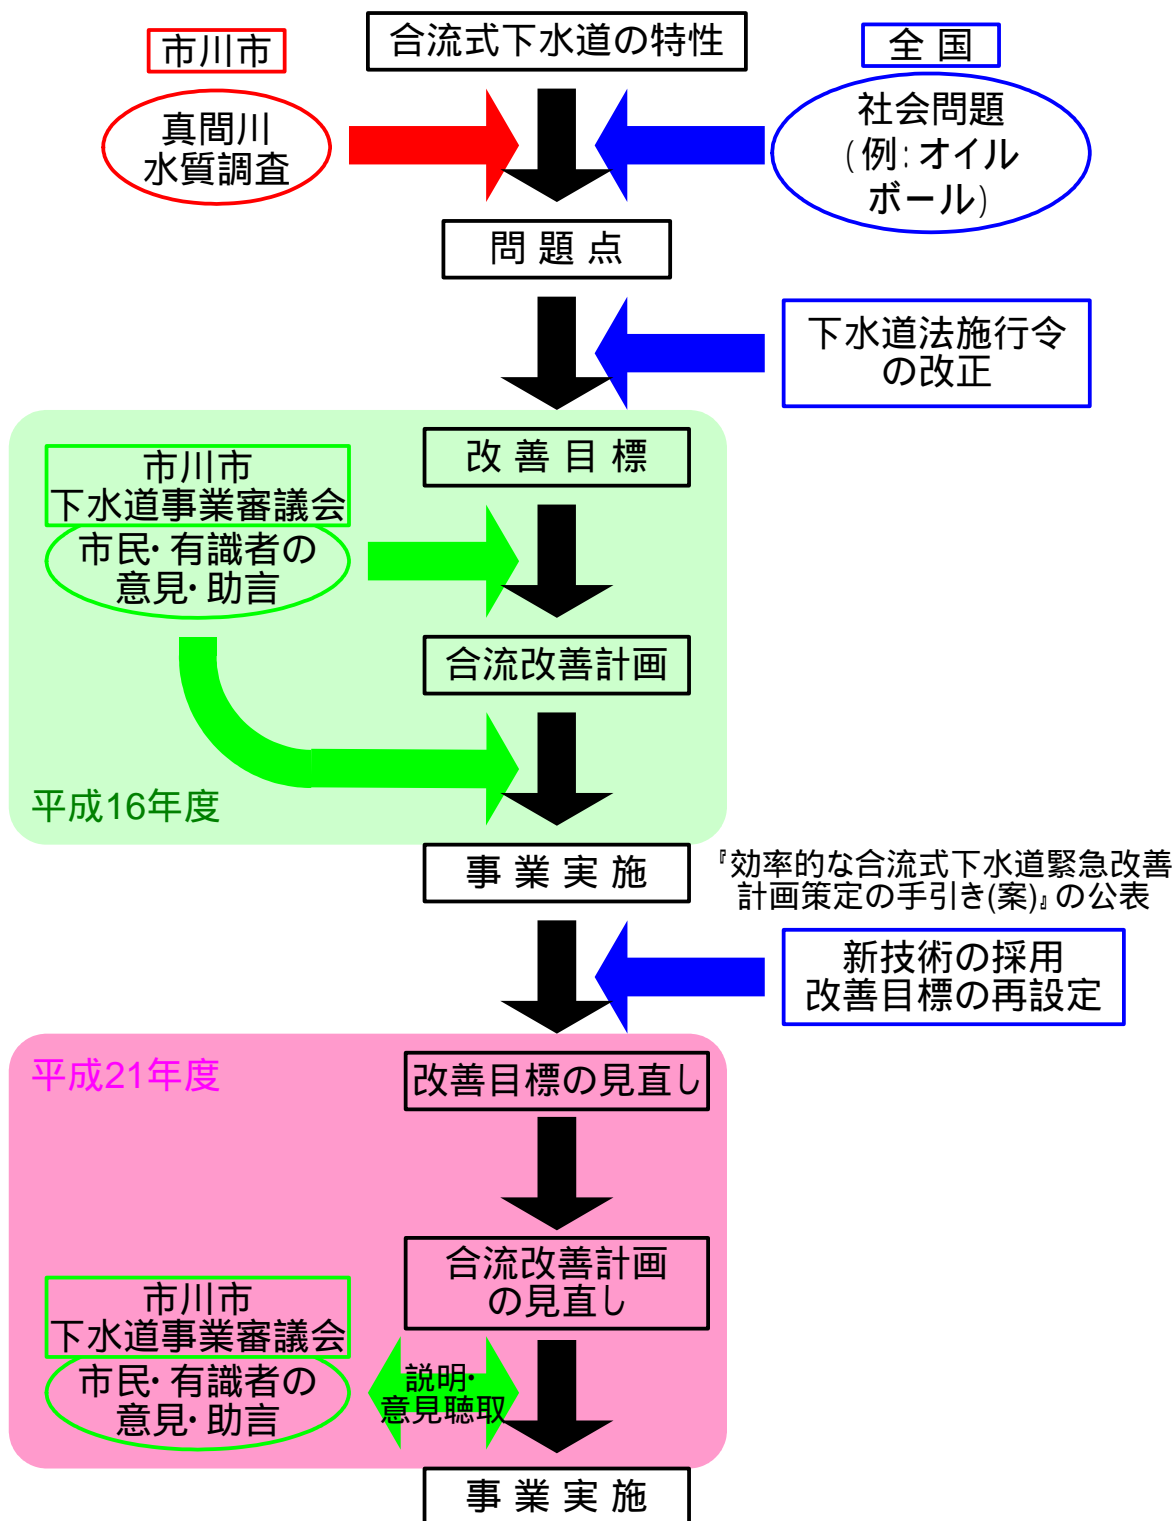 合流式下水道の特性
市川市
全 国
真間川
水質調査
社会問題
(例:オイル
ボール)
問 題 点
下水道法施行令
の改正
改 善 目 標
市川市
下水道事業審議会
市民・有識者の
意見・助言
合流改善計画
平成16年度
事 業 実 施
『効率的な合流式下水道緊急改善
計画策定の手引き(案)』の公表
新技術の採用
改善目標の再設定
平成21年度
改善目標の見直し
合流改善計画
の見直し
市川市
下水道事業審議会
市民・有識者の
意見・助言
説明・
意見聴取
事 業 実 施